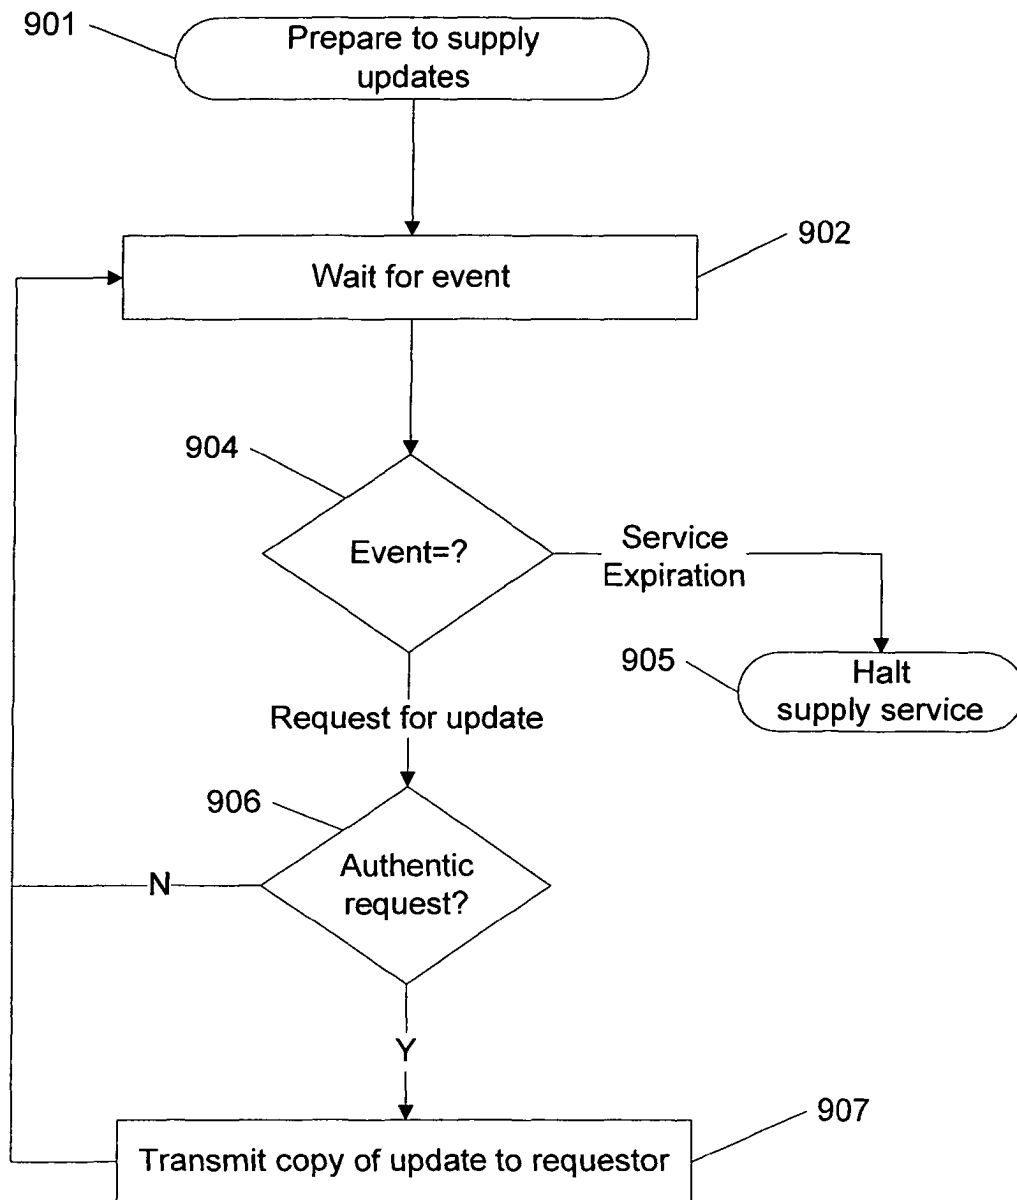 901
Prepare to supply
updates
902
Wait for event
904
Event=?
Service
Expiration
905
Halt
supply service
Request for update
906
Authentic
request?
N
Y
907
Transmit copy of update to requestor